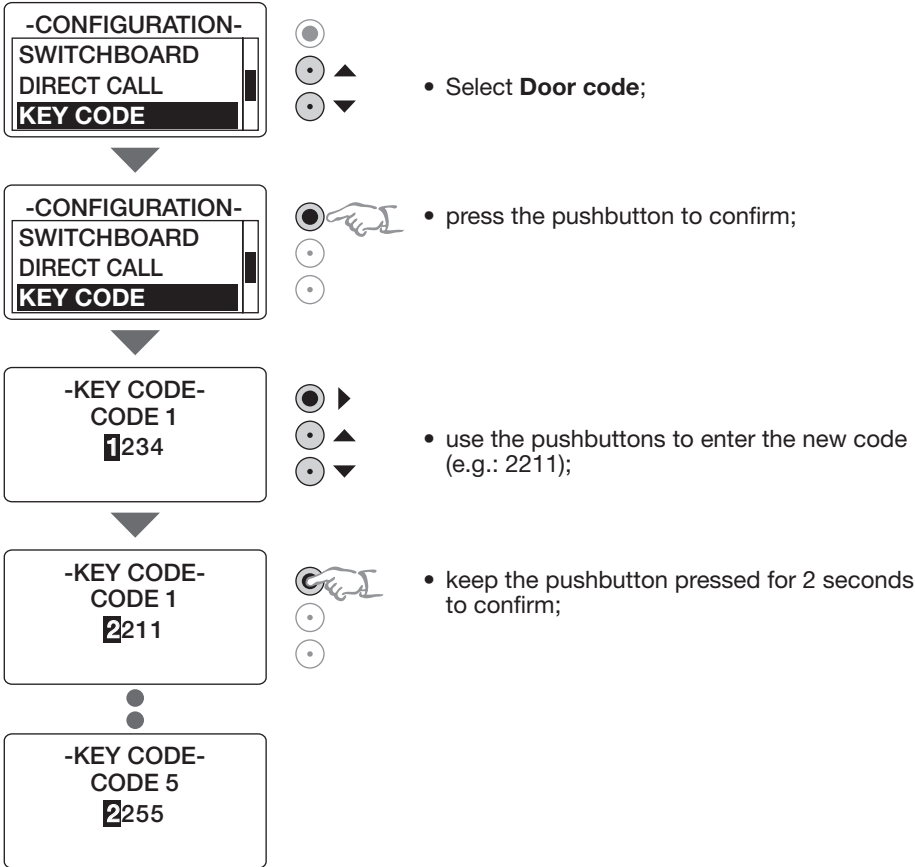 -CONFIGURATION-
SWITCHBOARD
DIRECT CALL
KEY CODE
• Select Door code;
-CONFIGURATION-
SWITCHBOARD
DIRECT CALL
KEY CODE
• press the pushbutton to confirm;
-KEY CODE-
CODE 1
1234
• use the pushbuttons to enter the new code
(e.g.: 2211);
-KEY CODE-
CODE 1
2211
• keep the pushbutton pressed for 2 seconds
to confirm;
-KEY CODE-
CODE 5
2255